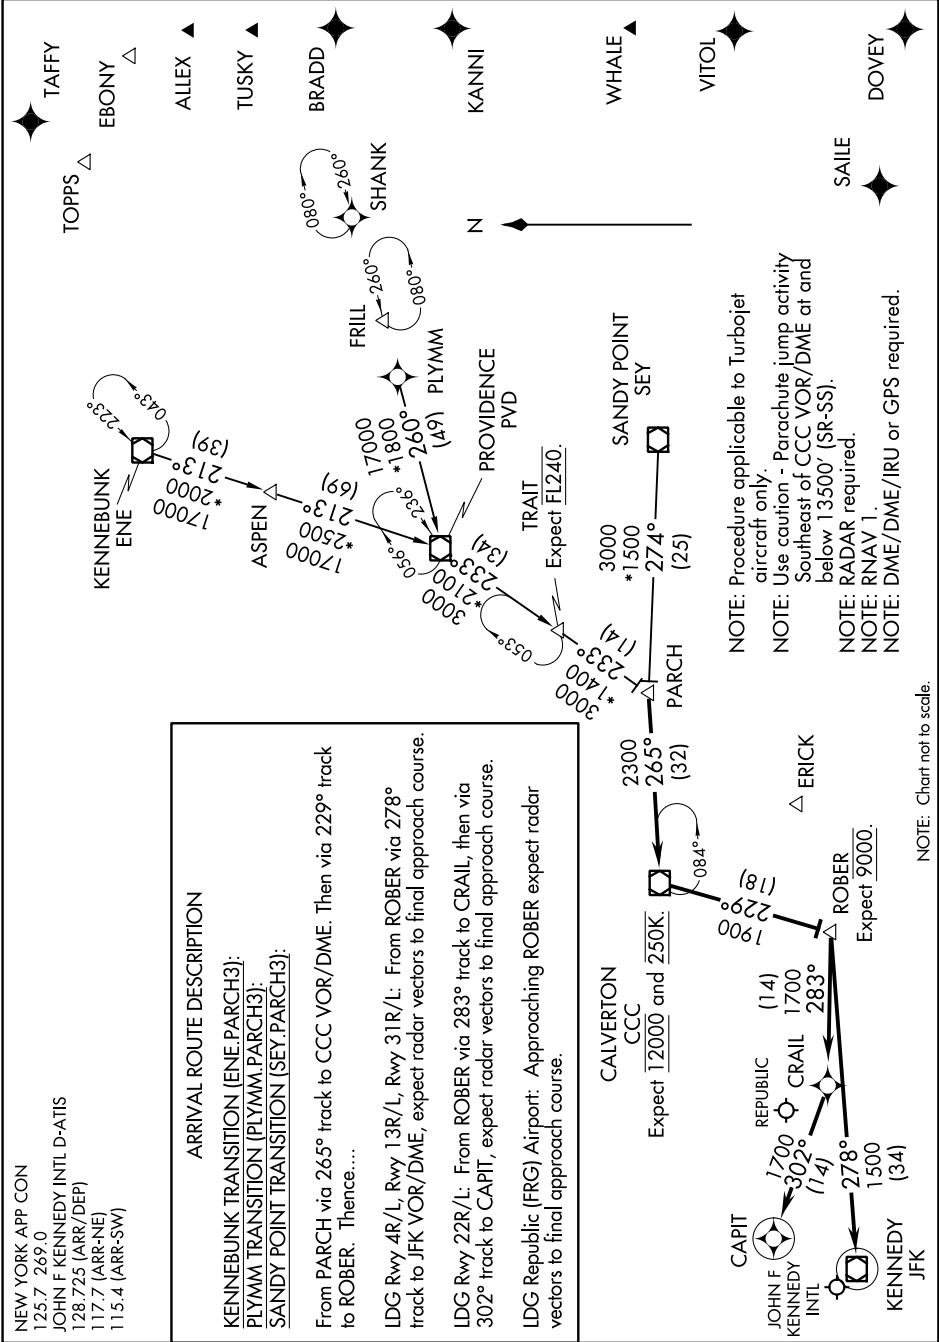 NEW YORK APP CON
125.7 269.0
JOHN F KENNEDY INTL D-ATIS
128.725 (ARR/DEP)
117.7 (ARR-NE)
115.4 (ARR-SW)
ARRIVAL ROUTE DESCRIPTION
KENNEBUNK TRANSITION (ENE.PARCH3):
PLYMM TRANSITION (PLYMM.PARCH3):
SANDY POINT TRANSITION (SEY.PARCH3):
From PARCH via 265° track to CCC VOR/DME. Then via 229° track
to ROBER. Thence....
LDG Rwy 4R/L, Rwy 13R/L, Rwy 31R/L: From ROBER via 278°
track to JFK VOR/DME, expect radar vectors to final approach course.
LDG Rwy 22R/L: From ROBER via 283° track to CRAIL, then via
302° track to CAPIT, expect radar vectors to final approach course.
LDG Republic (FRG) Airport: Approaching ROBER expect radar
vectors to final approach course.
TAFFY
EBONY
ALLEX
TUSKY
BRADD
KANNI
WHALE
VITOL
DOVEY
TOPPS
SAILE
080°
260°
SHANK
N
FRILL
260°
080°
PLYMM
17000
*1800
260°
(49)
KENNEBUNK
ENE
223°
043°
17000
*2000
213°
(39)
ASPEN
17000
*2500
213°
(69)
PROVIDENCE
PVD
236°
056°
3000
*2100
233°
(34)
TRAIT
Expect FL240.
053°
3000
*1400
233°
(14)
SANDY POINT
SEY
3000
*1500
274°
(25)
PARCH
2300
265°
(32)
CALVERTON
CCC
Expect 12000 and 250K.
084°
1900
229°
(18)
ERICK
ROBER
Expect 9000.
(14)
1700
283°
REPUBLIC
CRAIL
1700
302°
(14)
278°
1500
(34)
CAPIT
JOHN F
KENNEDY
INTL
KENNEDY
JFK
NOTE: Procedure applicable to Turbojet
aircraft only.
NOTE: Use caution - Parachute jump activity
Southeast of CCC VOR/DME at and
below 13500' (SR-SS).
NOTE: RADAR required.
NOTE: RNAV 1.
NOTE: DME/DME/IRU or GPS required.
NOTE: Chart not to scale.